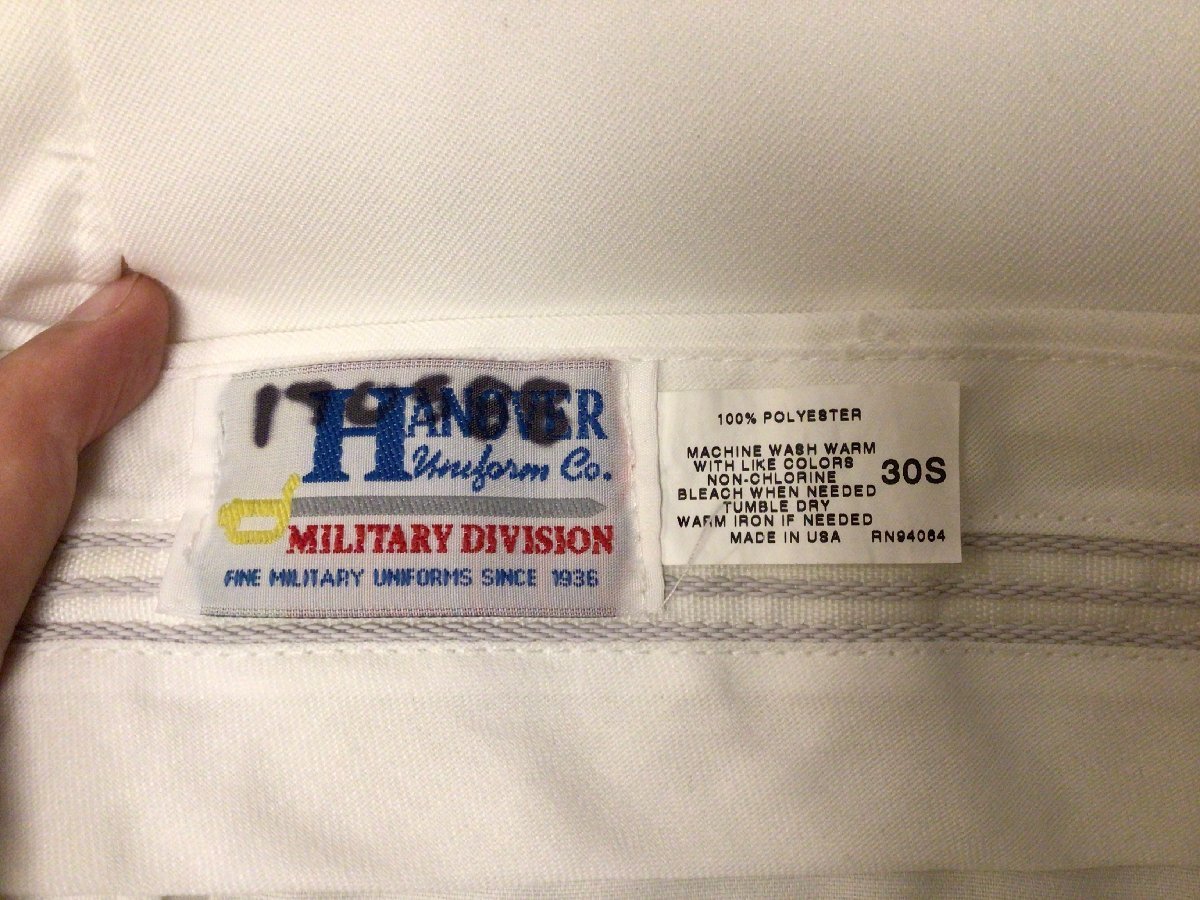 HANOVER
Uniform Co.
MILITARY DIVISION
FINE MILITARY UNIFORMS SINCE 1936
100% POLYESTER
MACHINE WASH WARM
WITH LIKE COLORS
NON-CHLORINE
BLEACH WHEN NEEDED
TUMBLE DRY
WARM IRON IF NEEDED
MADE IN USA RN94064
30S